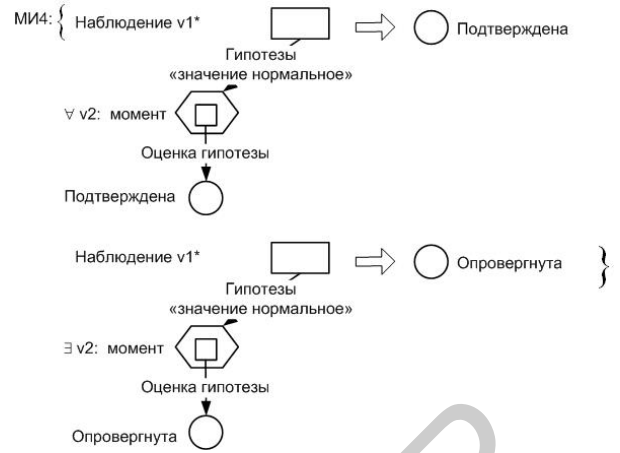 МИ4: { Наблюдение v1* Подтверждена
Гипотезы
«значение нормальное»
∀ v2: момент
Оценка гипотезы
Подтверждена
Наблюдение v1* Опровергнута }
Гипотезы
«значение нормальное»
∃ v2: момент
Оценка гипотезы
Опровергнута